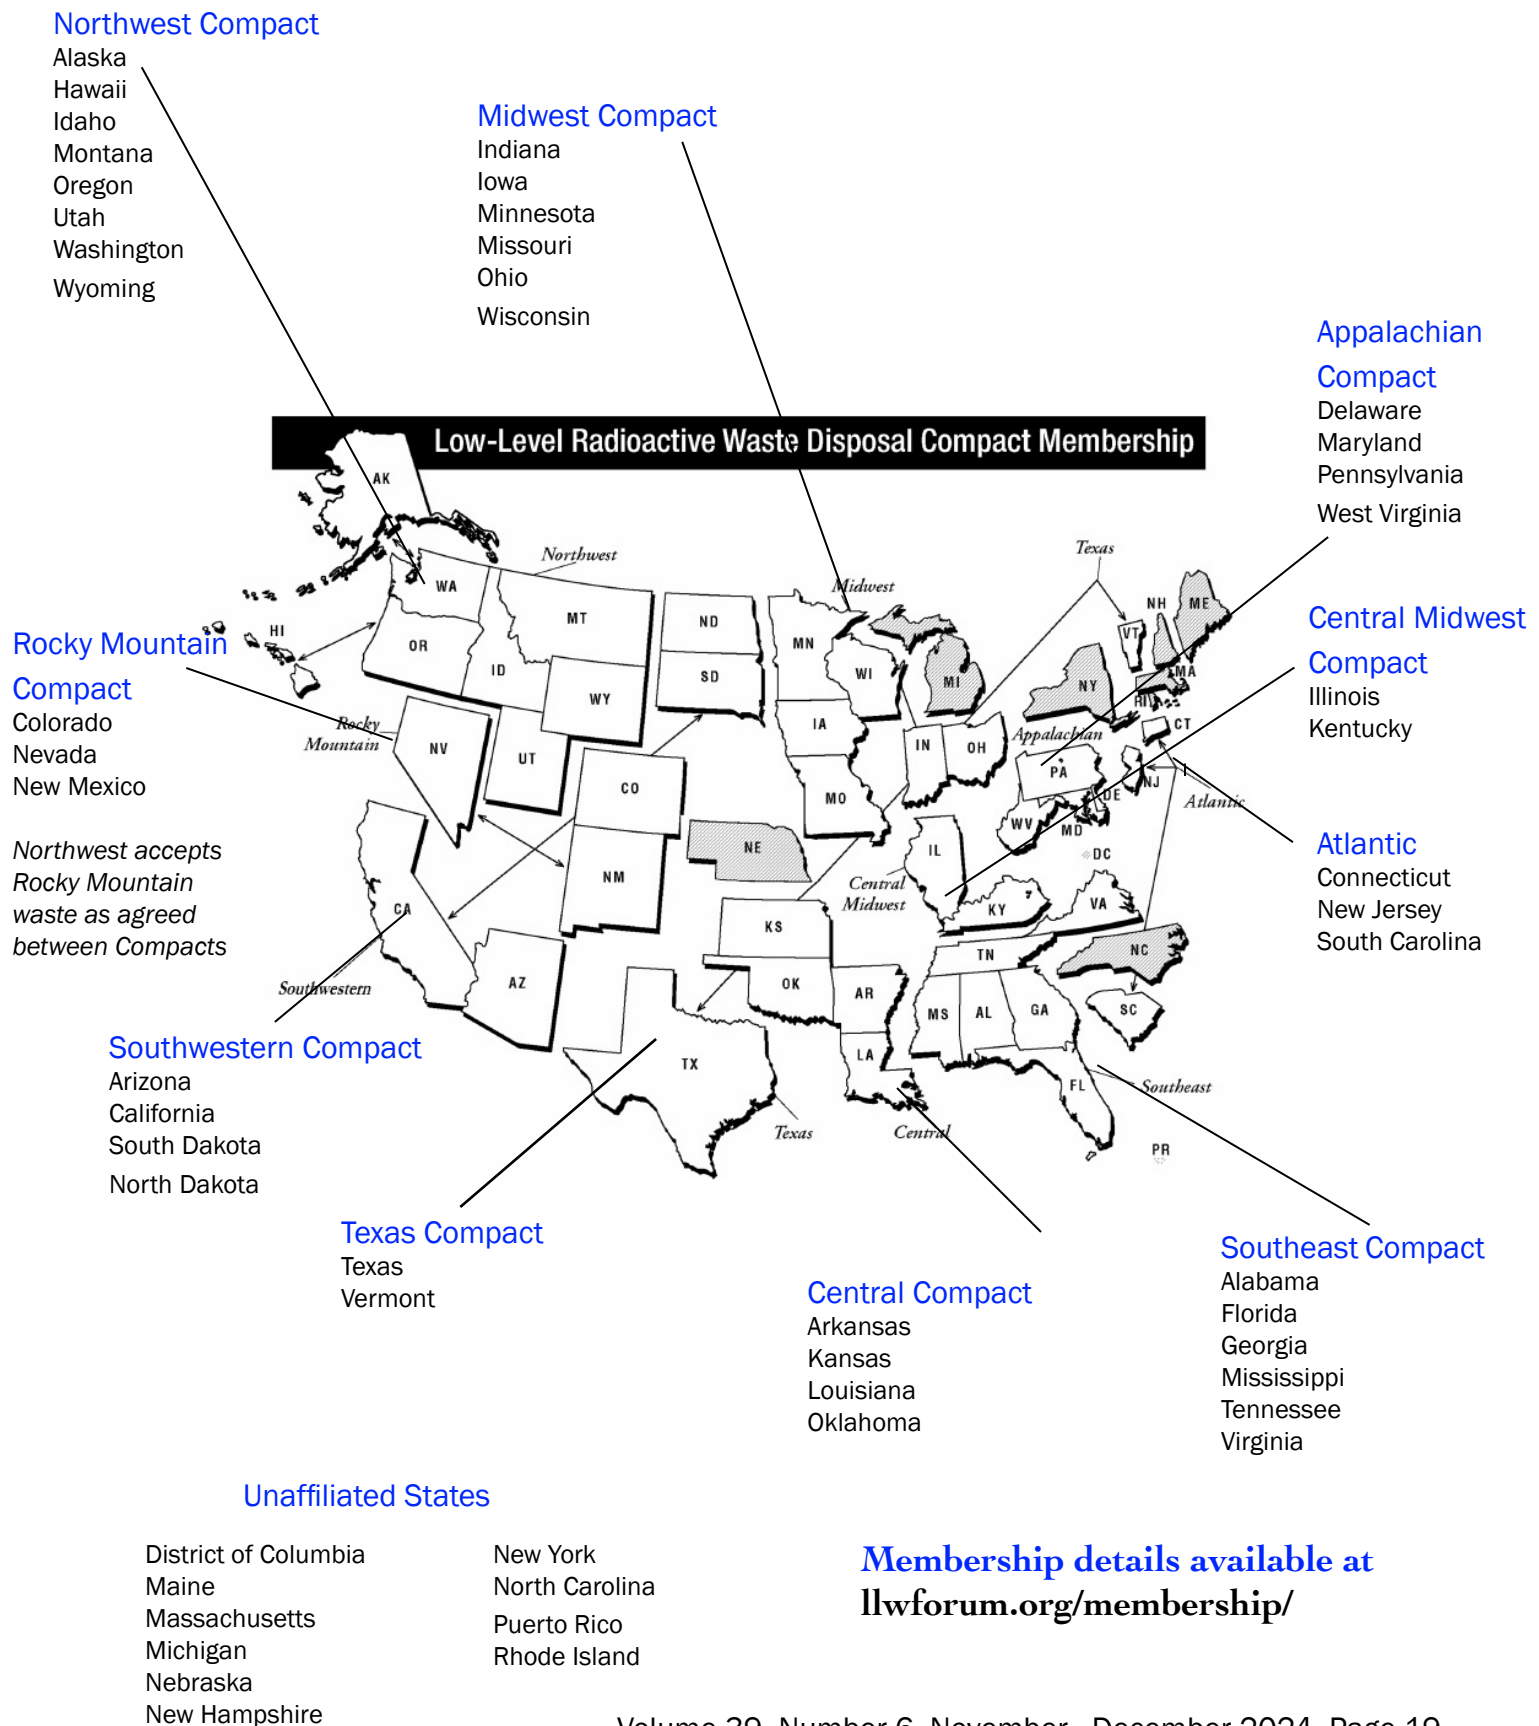 Northwest Compact
Alaska
Hawaii
Idaho
Montana
Oregon
Utah
Washington
Wyoming
Midwest Compact
Indiana
Iowa
Minnesota
Missouri
Ohio
Wisconsin
Appalachian
Compact
Delaware
Maryland
Pennsylvania
West Virginia
Central Midwest
Compact
Illinois
Kentucky
Rocky Mountain
Compact
Colorado
Nevada
New Mexico
Northwest accepts
Rocky Mountain
waste as agreed
between Compacts
Low-Level Radioactive Waste Disposal Compact Membership
AK
Northwest
Texas
Midwest
WA
MT
ND
NH
ME
HI
OR
ID
SD
MN
WI
MI
NY
VT
MA
RI
WY
Rocky
Mountain
NV
UT
IA
IN
OH
Appalachian
CT
CO
MO
PA
NJ
DE
Atlantic
WV
MD
NE
IL
DC
NM
Central
Midwest
CA
KY
VA
KS
TN
NC
Southwestern
AZ
OK
AR
MS
AL
GA
SC
TX
LA
FL
Southeast
Texas
Central
PR
Atlantic
Connecticut
New Jersey
South Carolina
Southwestern Compact
Arizona
California
South Dakota
North Dakota
Texas Compact
Texas
Vermont
Central Compact
Arkansas
Kansas
Louisiana
Oklahoma
Southeast Compact
Alabama
Florida
Georgia
Mississippi
Tennessee
Virginia
Unaffiliated States
District of Columbia
Maine
Massachusetts
Michigan
Nebraska
New Hampshire
New York
North Carolina
Puerto Rico
Rhode Island
Membership details available at
llwforum.org/membership/
Volume 39, Number 6 November - December 2024 Page 19